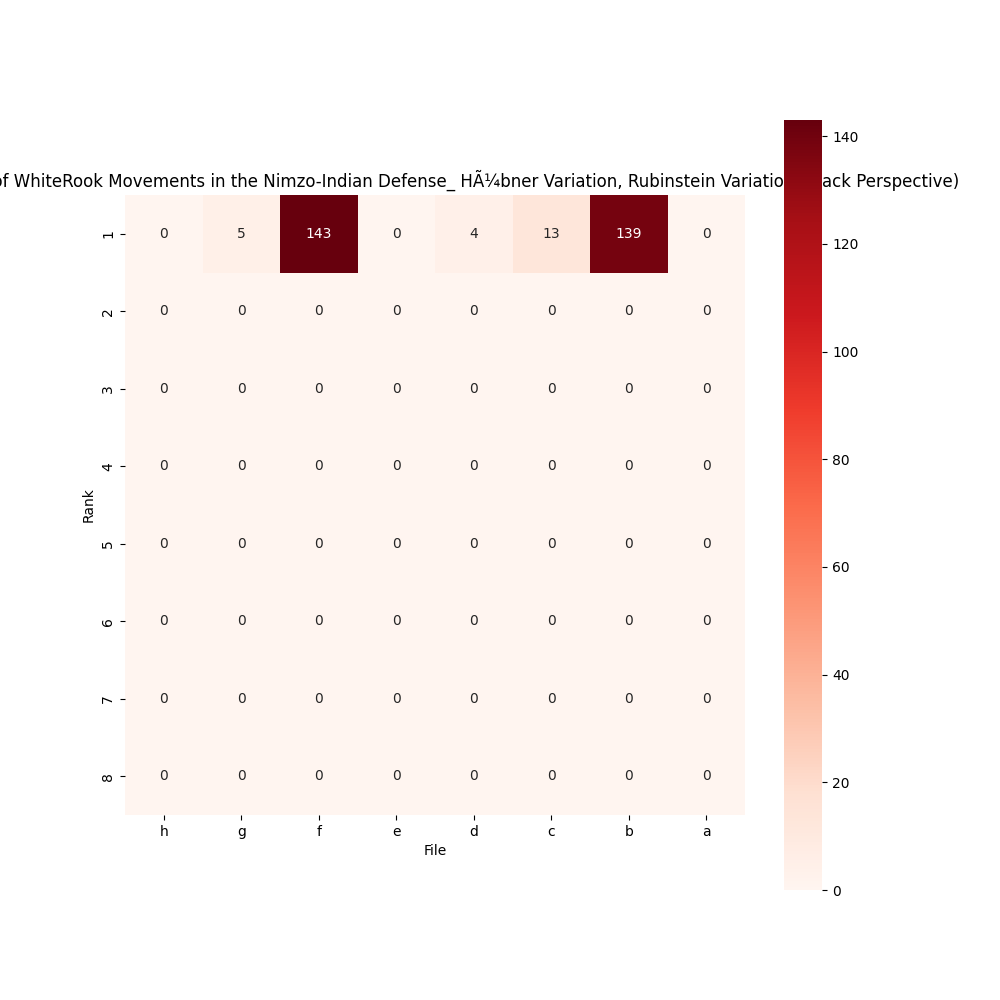 of WhiteRook Movements in the Nimzo-Indian Defense_ HÃ¼bner Variation, Rubinstein Variatio ack Perspective)
140
1 0 5 143 0 4 13 139 0
120
2 0 0 0 0 0 0 0 0
100
3 0 0 0 0 0 0 0 0
80
4 0 0 0 0 0 0 0 0
Rank
5 0 0 0 0 0 0 0 0
60
6 0 0 0 0 0 0 0 0
40
7 0 0 0 0 0 0 0 0
20
8 0 0 0 0 0 0 0 0
h g f e d c b a
File
0